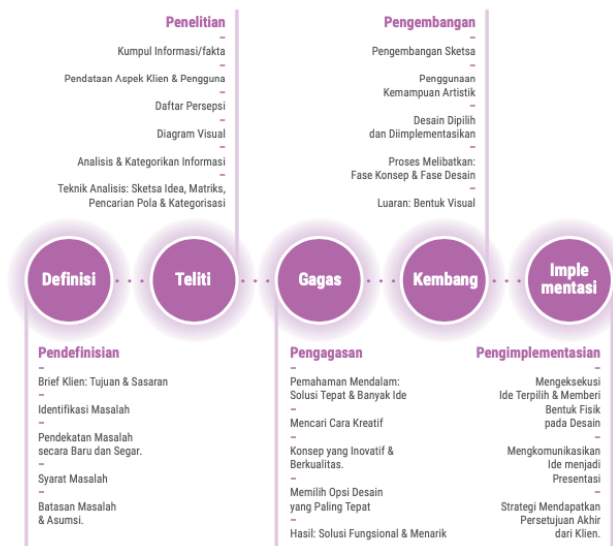 Penelitian
Kumpul Informasi/fakta
Pendataan Aspek Klien & Pengguna
Daftar Persepsi
Diagram Visual
Analisis & Kategorikan Informasi
Teknik Analisis: Sketsa Idea, Matriks,
Pencarian Pola & Kategorisasi
Pengembangan
Pengembangan Sketsa
Penggunaan
Kemampuan Artistik
Desain Dipilih
dan Diimplementasikan
Proses Melibatkan:
Fase Konsep & Fase Desain
Luaran: Bentuk Visual
Definisi
Teliti
Gagas
Kembang
Imple
mentasi
Pendefinisian
Brief Klien: Tujuan & Sasaran
Identifikasi Masalah
Pendekatan Masalah
secara Baru dan Segar.
Syarat Masalah
Batasan Masalah
& Asumsi.
Pengagasan
Pemahaman Mendalam:
Solusi Tepat & Banyak Ide
Mencari Cara Kreatif
Konsep yang Inovatif &
Berkualitas.
Memilih Opsi Desain
yang Paling Tepat
Hasil: Solusi Fungsional & Menarik
Pengimplementasian
Mengeksekusi
Ide Terpilih & Memberi
Bentuk Fisik
pada Desain
Mengkomunikasikan
Ide menjadi
Presentasi
Strategi Mendapatkan
Persetujuan Akhir
dari Klien.